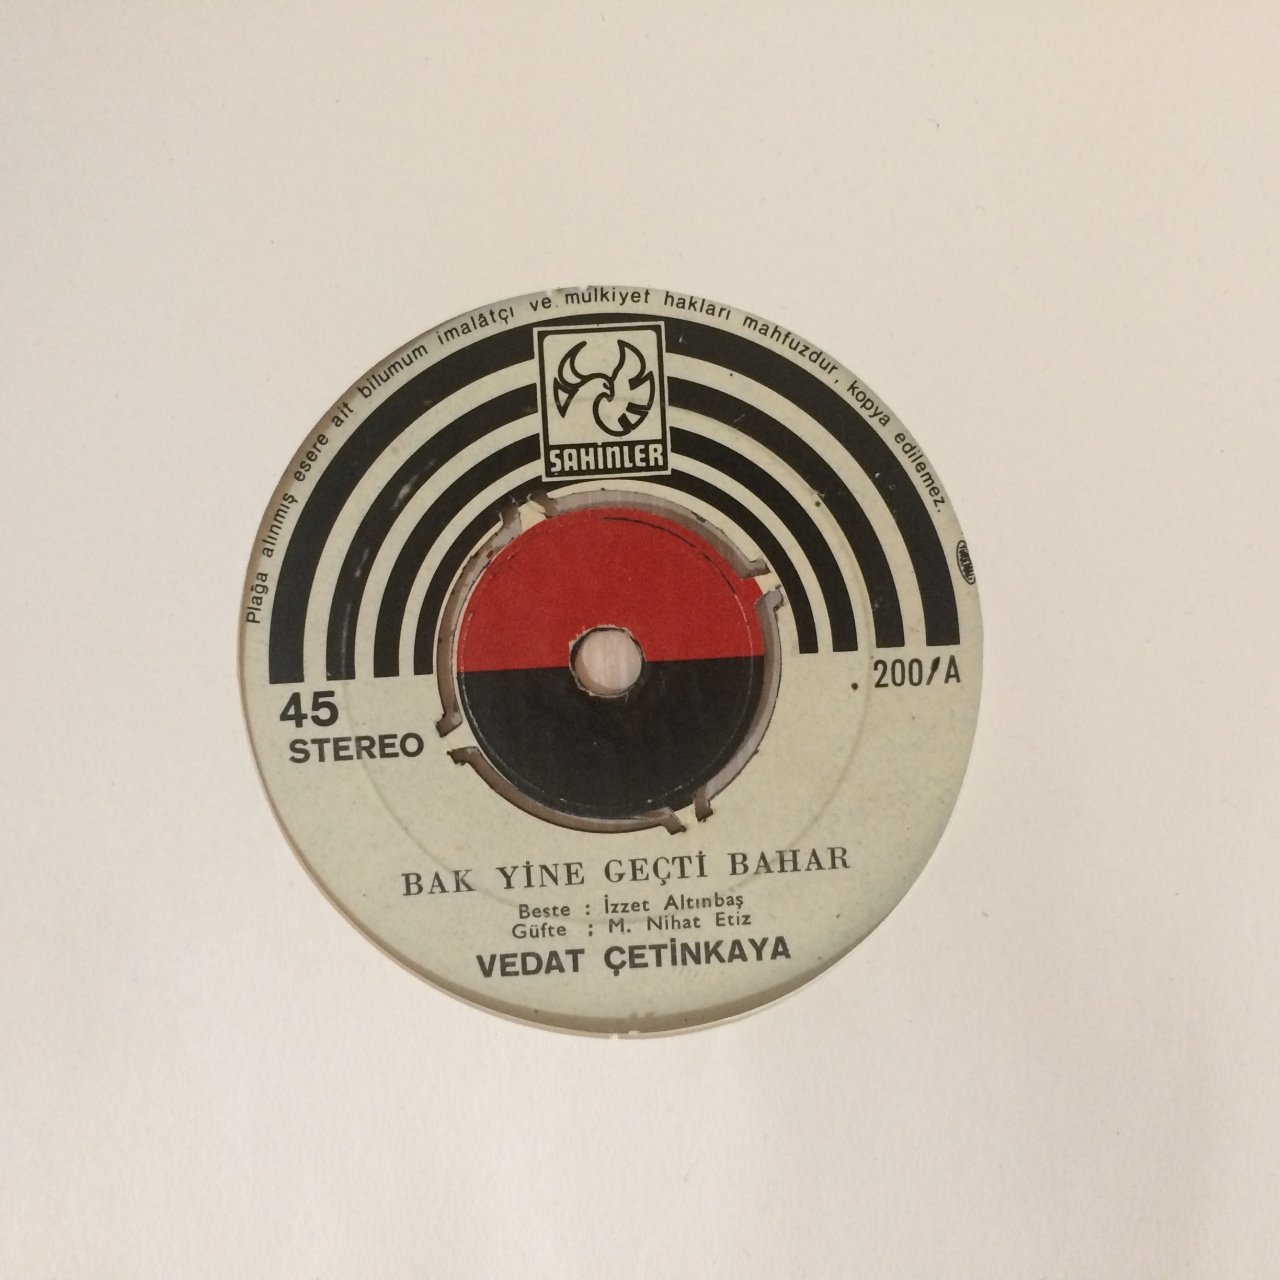 Plağa alınmış esere ait bilumum imalâtçı ve mülkiyet hakları mahfuzdur, kopya edilemez.
ŞAHİNLER
45
STEREO
200/A
BAK YİNE GEÇTİ BAHAR
Beste : İzzet Altınbaş
Güfte : M. Nihat Etiz
VEDAT ÇETİNKAYA